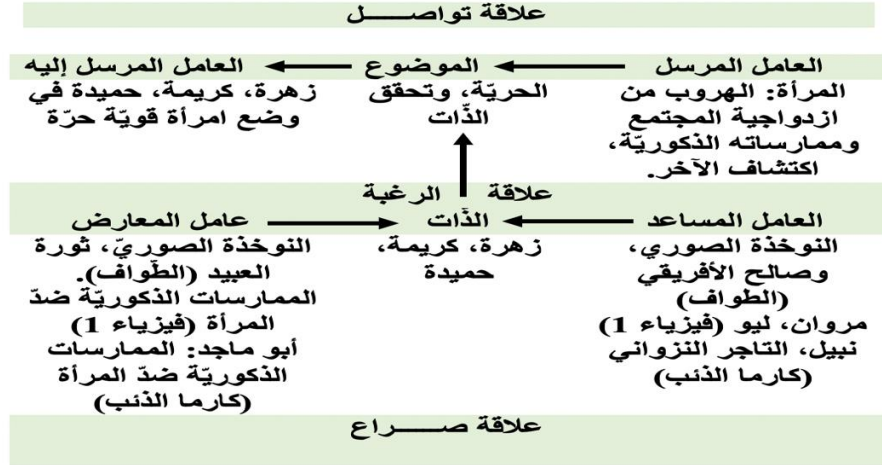 علاقة تواصـــــل
العامل المرسل
الموضوع
العامل المرسل إليه
المرأة: الهروب من
ازدواجية المجتمع
وممارساته الذكوريّة،
اكتشاف الآخر.
الحريّة، وتحقق
الذّات
زهرة، كريمة، حميدة في
وضع امرأة قويّة حرّة
علاقة الرغبة
العامل المساعد
الذّات
عامل المعارض
النوخذة الصوري،
وصالح الأفريقي
(الطواف)
مروان، ليو (فيزياء 1)
نبيل، التاجر النزواني
(كارما الذئب)
زهرة، كريمة،
حميدة
النوخذة الصوريّ، ثورة
العبيد (الطّواف).
الممارسات الذكوريّة ضدّ
المرأة (فيزياء 1)
أبو ماجد: الممارسات
الذكوريّة ضدّ المرأة
(كارما الذئب)
علاقة صـــــراع